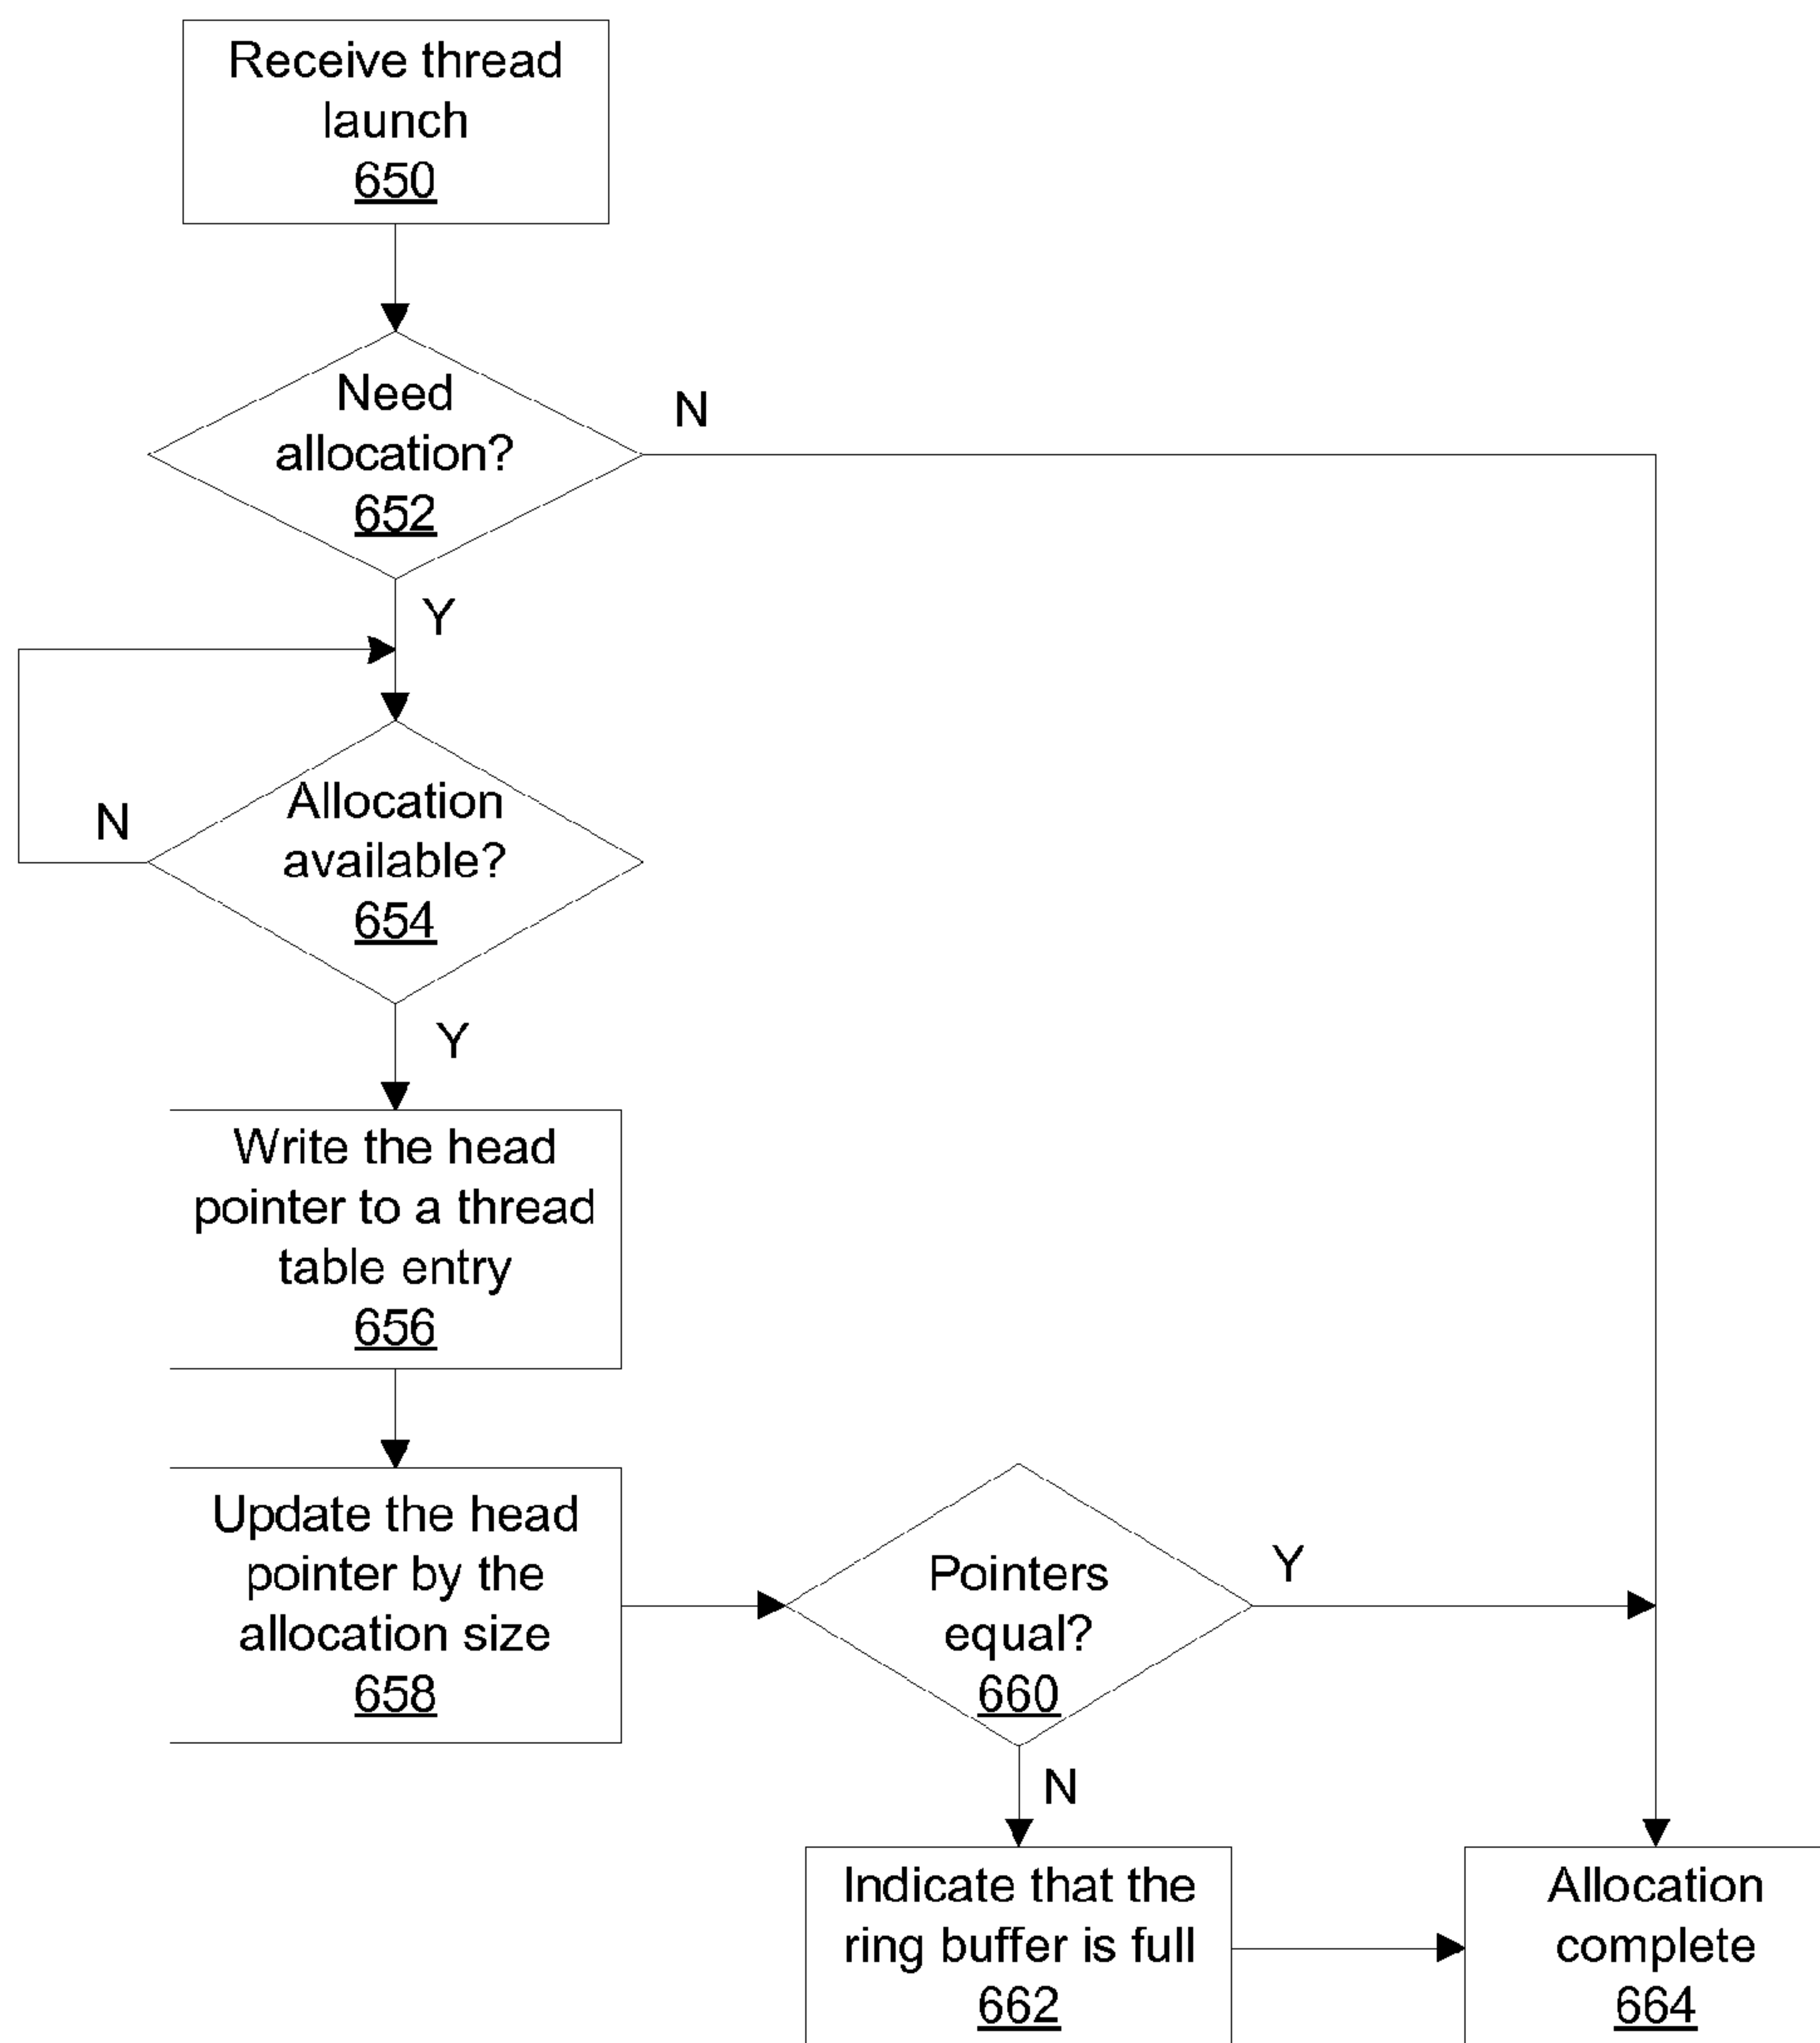 Receive thread
launch
650
Need
allocation?
652
N
Y
Allocation
available?
654
N
Y
Write the head
pointer to a thread
table entry
656
Update the head
pointer by the
allocation size
658
Pointers
equal?
660
Y
N
Indicate that the
ring buffer is full
662
Allocation
complete
664